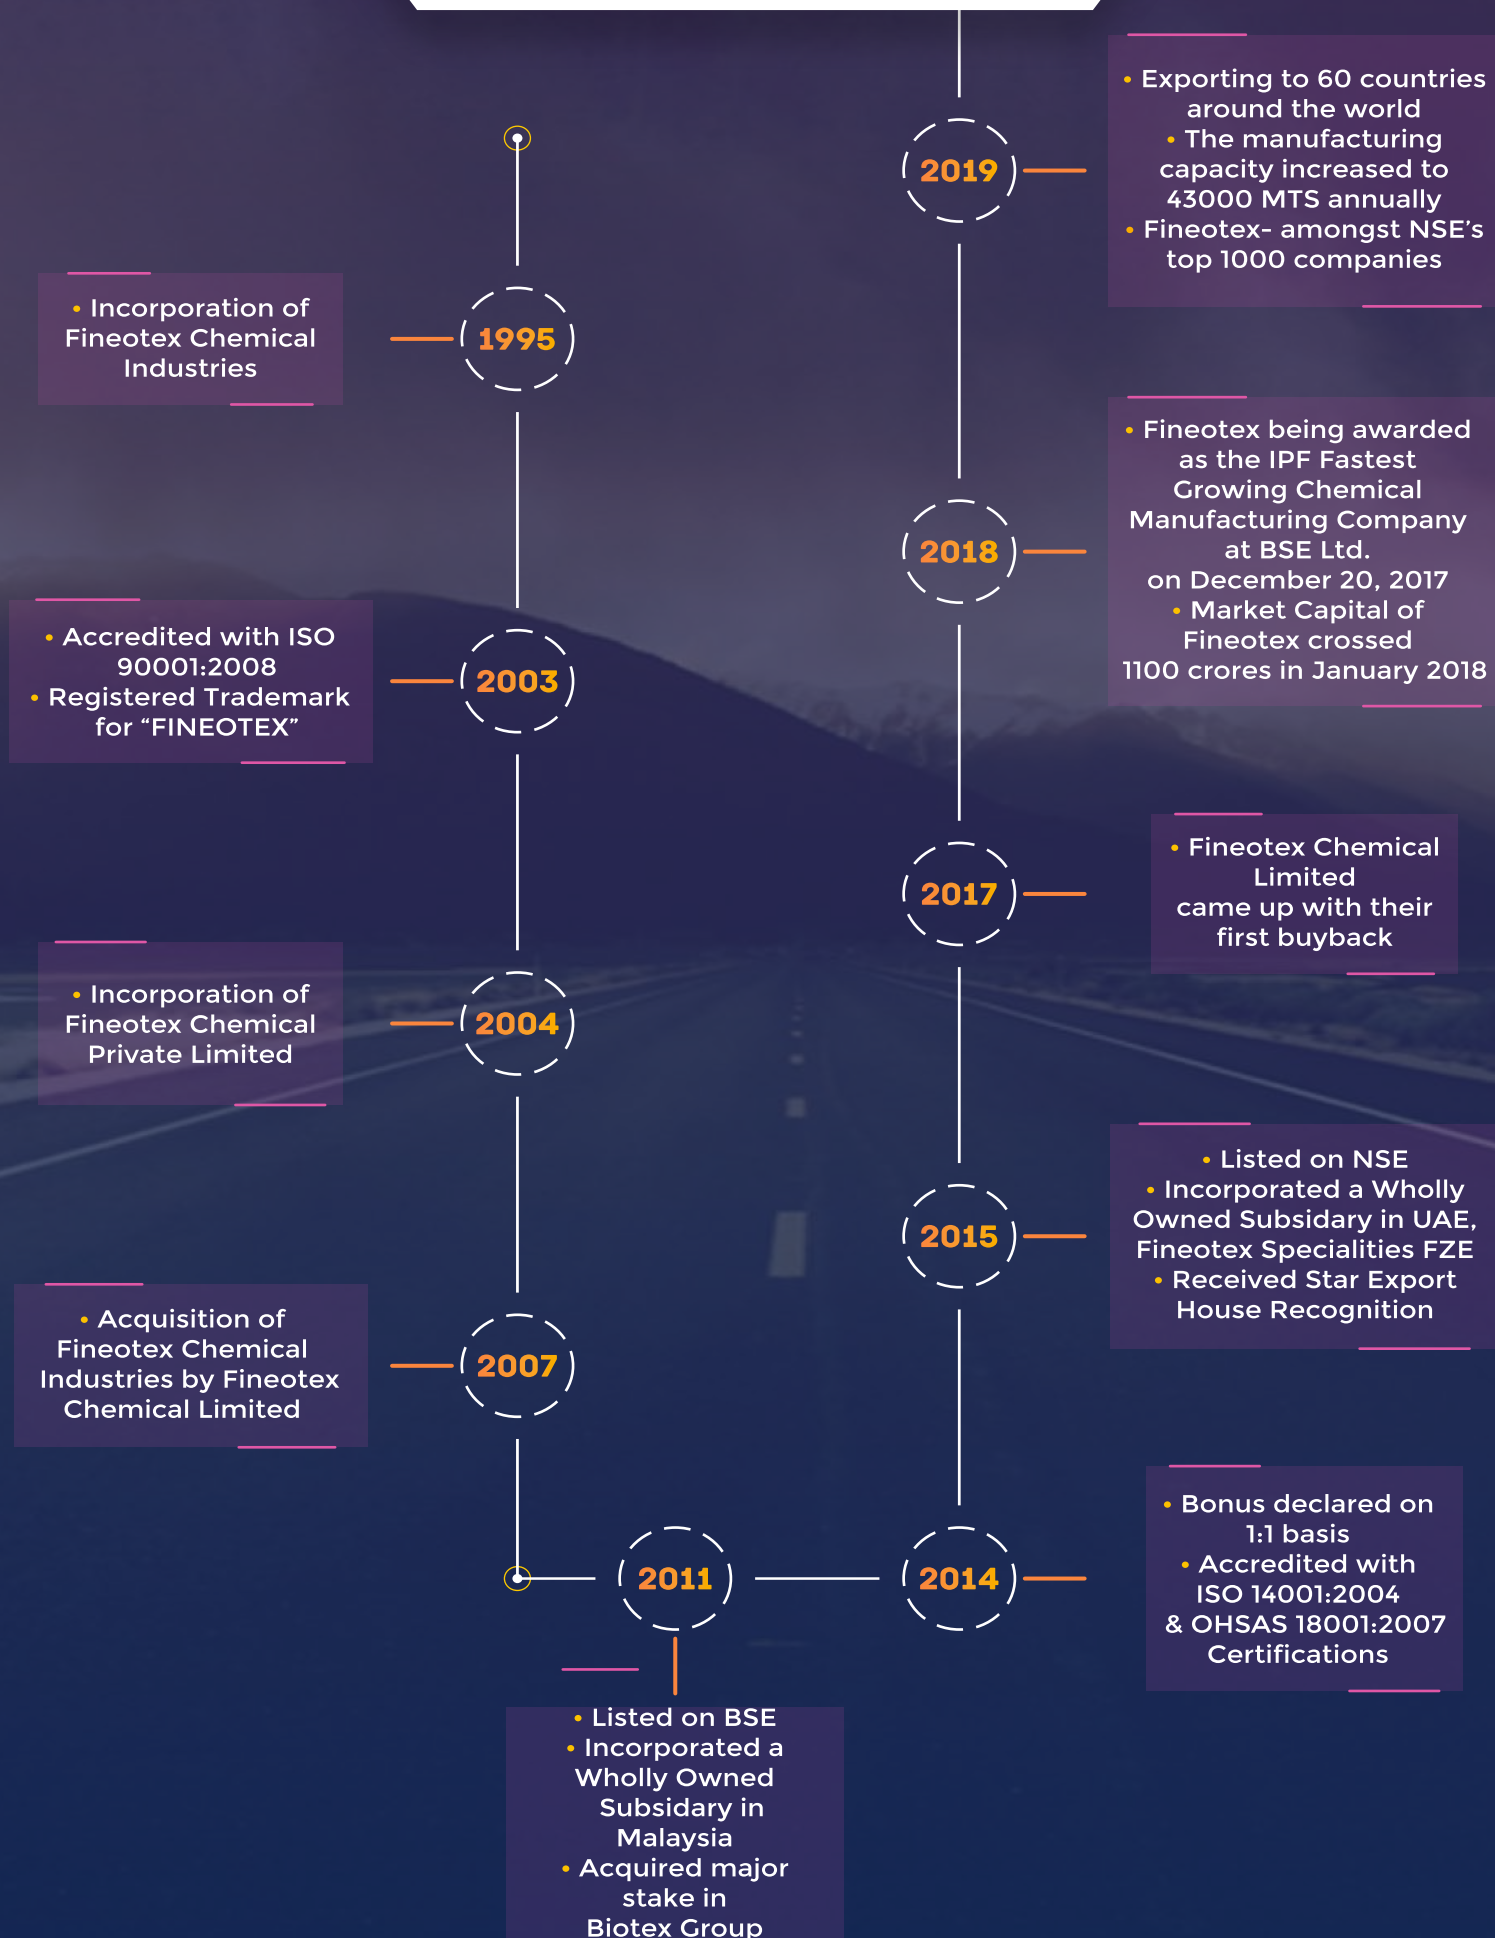 1995
• Incorporation of
Fineotex Chemical
Industries
2003
• Accredited with ISO
90001:2008
• Registered Trademark
for “FINEOTEX”
2004
• Incorporation of
Fineotex Chemical
Private Limited
2007
• Acquisition of
Fineotex Chemical
Industries by Fineotex
Chemical Limited
2011
• Listed on BSE
• Incorporated a
Wholly Owned
Subsidary in
Malaysia
• Acquired major
stake in
Biotex Group
2014
• Bonus declared on
1:1 basis
• Accredited with
ISO 14001:2004
& OHSAS 18001:2007
Certifications
2015
• Listed on NSE
• Incorporated a Wholly
Owned Subsidary in UAE,
Fineotex Specialities FZE
• Received Star Export
House Recognition
2017
• Fineotex Chemical
Limited
came up with their
first buyback
2018
• Fineotex being awarded
as the IPF Fastest
Growing Chemical
Manufacturing Company
at BSE Ltd.
on December 20, 2017
• Market Capital of
Fineotex crossed
1100 crores in January 2018
2019
• Exporting to 60 countries
around the world
• The manufacturing
capacity increased to
43000 MTS annually
• Fineotex- amongst NSE’s
top 1000 companies